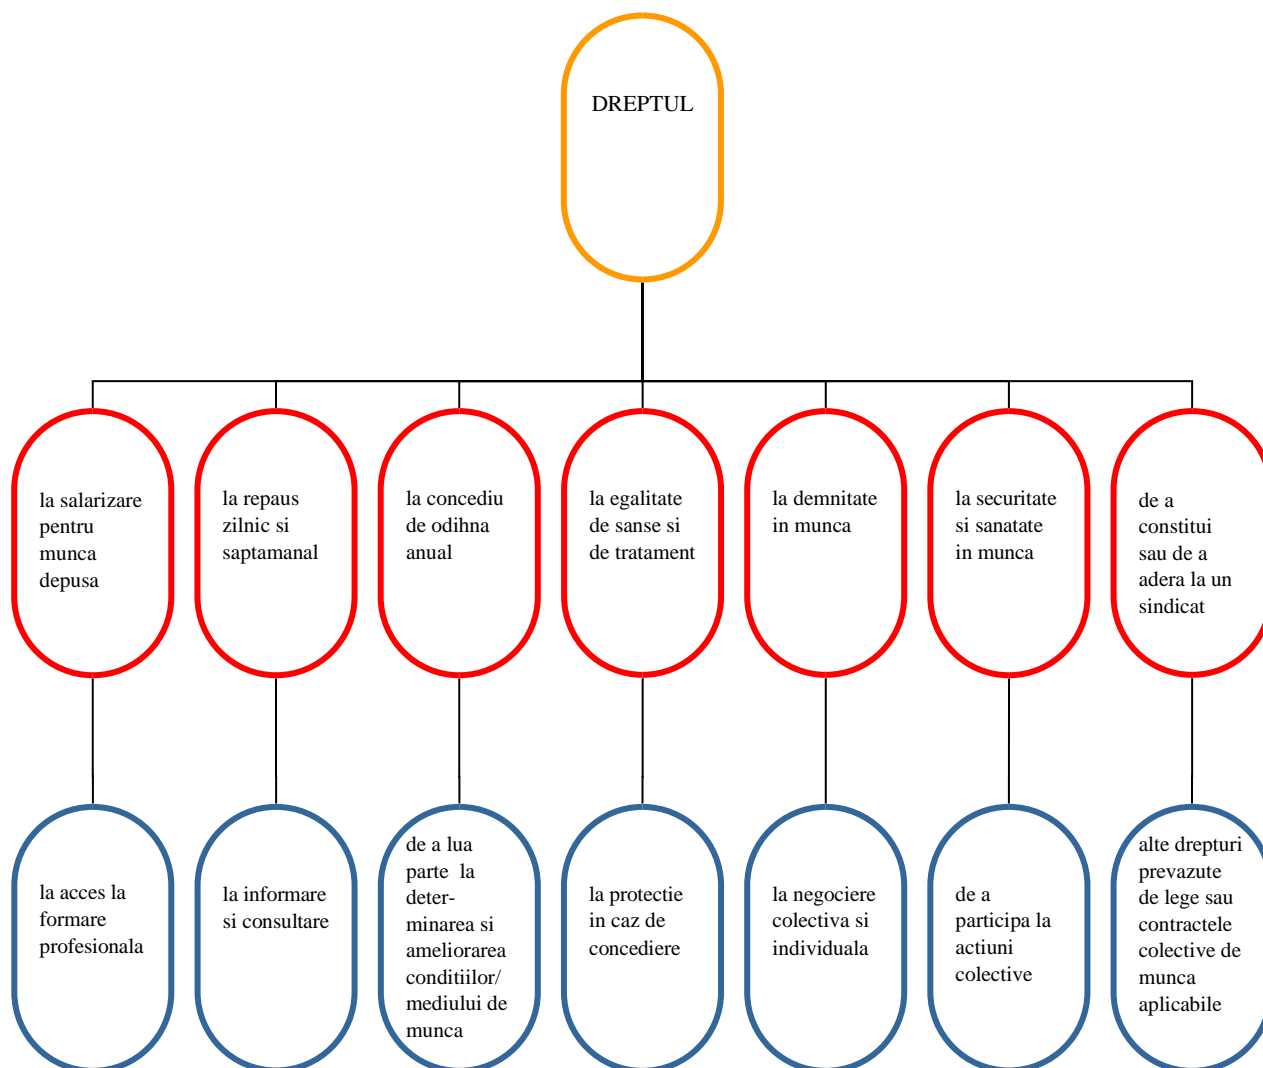 DREPTUL
la salarizare
pentru
munca
depusa
la repaus
zilnic si
saptamanal
la concediu
de odihna
anual
la egalitate
de sanse si
de tratament
la demnitate
in munca
la securitate
si sanatate
in munca
de a
constitui
sau de a
adera la un
sindicat
la acces la
formare
profesionala
la informare
si consultare
de a lua
parte  la
deter-
minarea si
ameliorarea
conditiilor/
mediului de
munca
la protectie
in caz de
concediere
la negociere
colectiva si
individuala
de a
participa la
actiuni
colective
alte drepturi
prevazute
de lege sau
contractele
colective de
munca
aplicabile